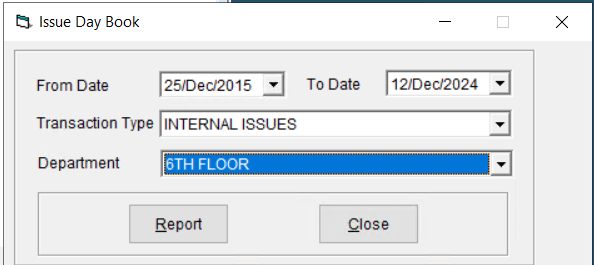 Issue Day Book
From Date 25/Dec/2015 To Date 12/Dec/2024
Transaction Type INTERNAL ISSUES
Department 6TH FLOOR
Report Close